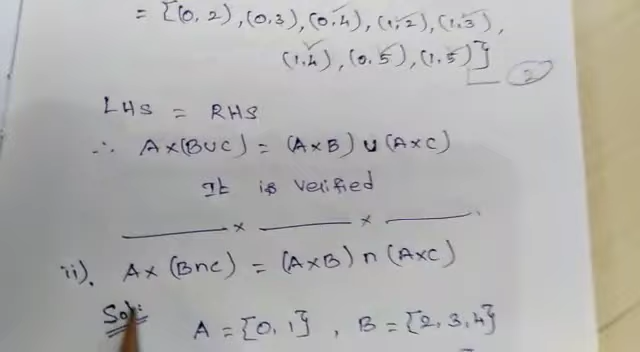 = {(0, 2), (0, 3), (0, 4), (1, 2), (1, 3),
(1, 4), (0, 5), (1, 5)}
2
LHS = RHS
∴ A×(B∪C) = (A×B) ∪ (A×C)
It is verified
x x
ii). A×(B∩C) = (A×B) ∩ (A×C)
Sol:
A = {0, 1}, B = {2, 3, 4}